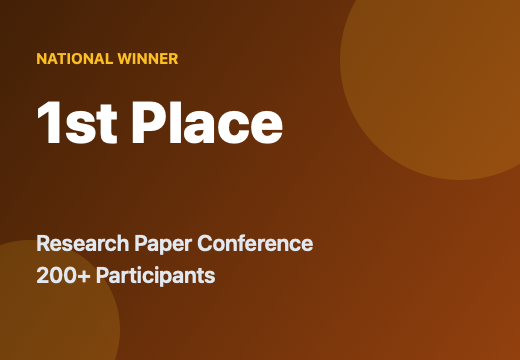 NATIONAL WINNER
1st Place
Research Paper Conference
200+ Participants